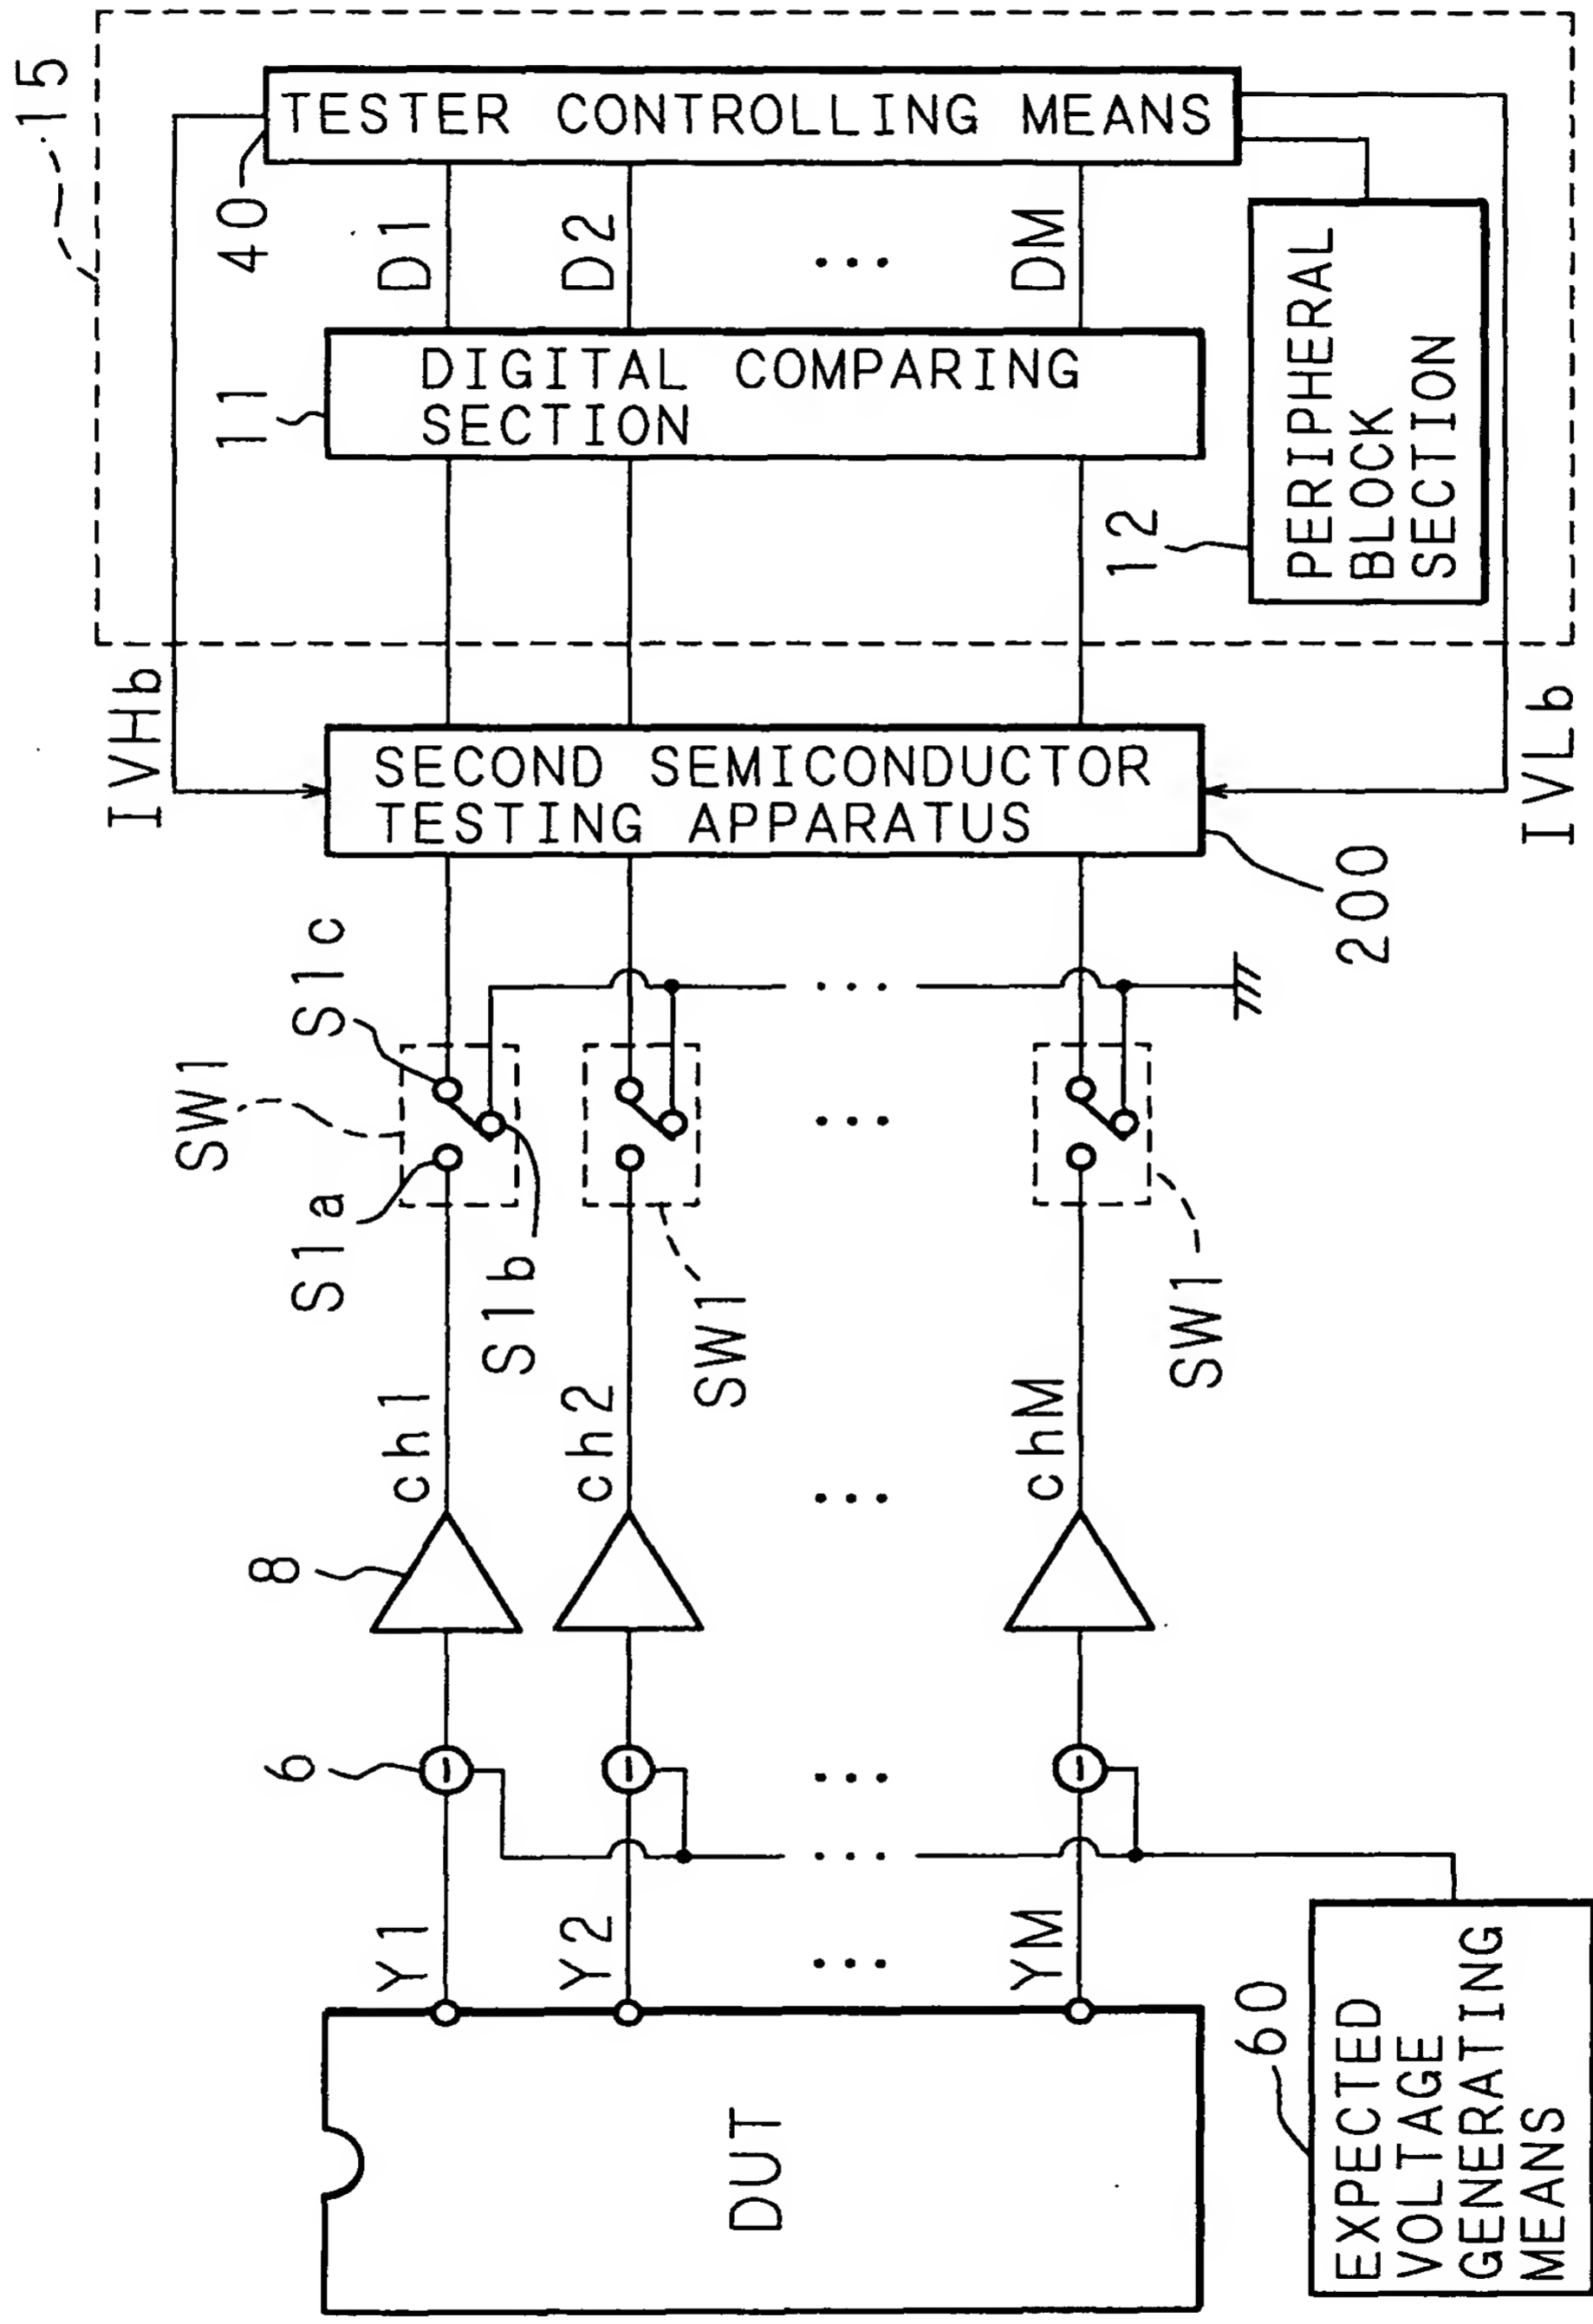 15
TESTER CONTROLLING MEANS
40
D1
D2
...
DM
DIGITAL COMPARING
SECTION
11
PERIPHERAL
BLOCK
SECTION
12
IVHb
IVLb
SECOND SEMICONDUCTOR
TESTING APPARATUS
200
S1c
SW1
S1a
S1b
SW1
SW1
...
...
ch1
ch2
...
chM
8
6
...
...
Y1
Y2
...
YM
DUT
60
EXPECTED
VOLTAGE
GENERATING
MEANS